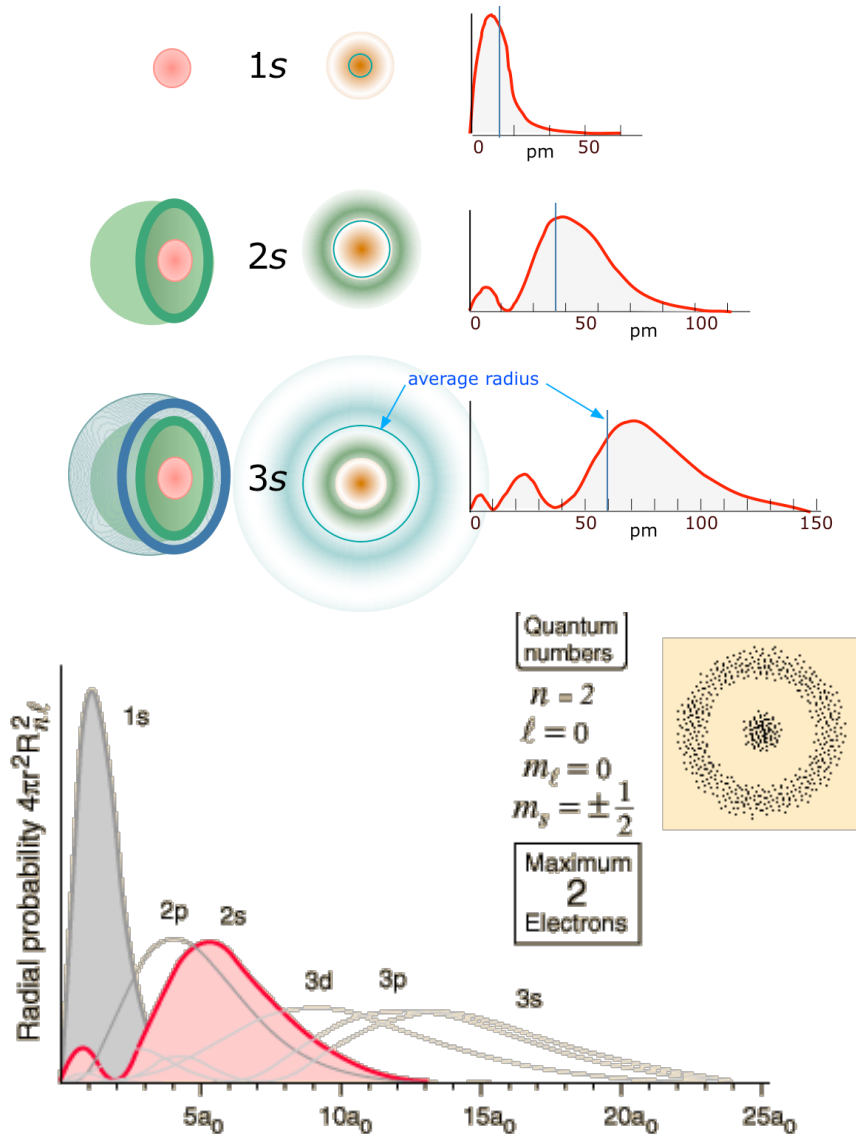 1s
0 50
pm
2s
0 50 100
pm
average radius
3s
0 50 100 150
pm
Quantum
numbers
n = 2
ℓ = 0
mℓ = 0
ms = ± 1/2
Maximum
2
Electrons
Radial probability 4πr²R²nℓ
1s
2p 2s
3d 3p 3s
5a₀ 10a₀ 15a₀ 20a₀ 25a₀